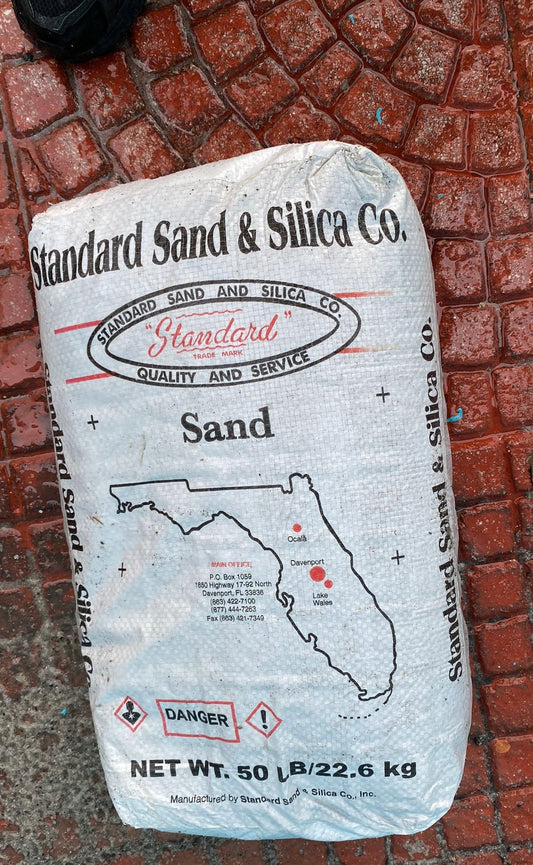 Standard Sand & Silica Co.
STANDARD SAND AND SILICA CO.
"Standard"
TRADE MARK
QUALITY AND SERVICE
Sand
Ocala
Davenport
Lake
Wales
MAIN OFFICE
P.O. Box 1059
1850 Highway 17-92 North
Davenport, FL 33836
(863) 422-7100
(877) 444-7263
Fax (863) 421-7349
DANGER
NET WT. 50 LB/22.6 kg
Manufactured by Standard Sand & Silica Co., Inc.
Standard Sand & Silica Co.
Standard Sand & Silica Co.